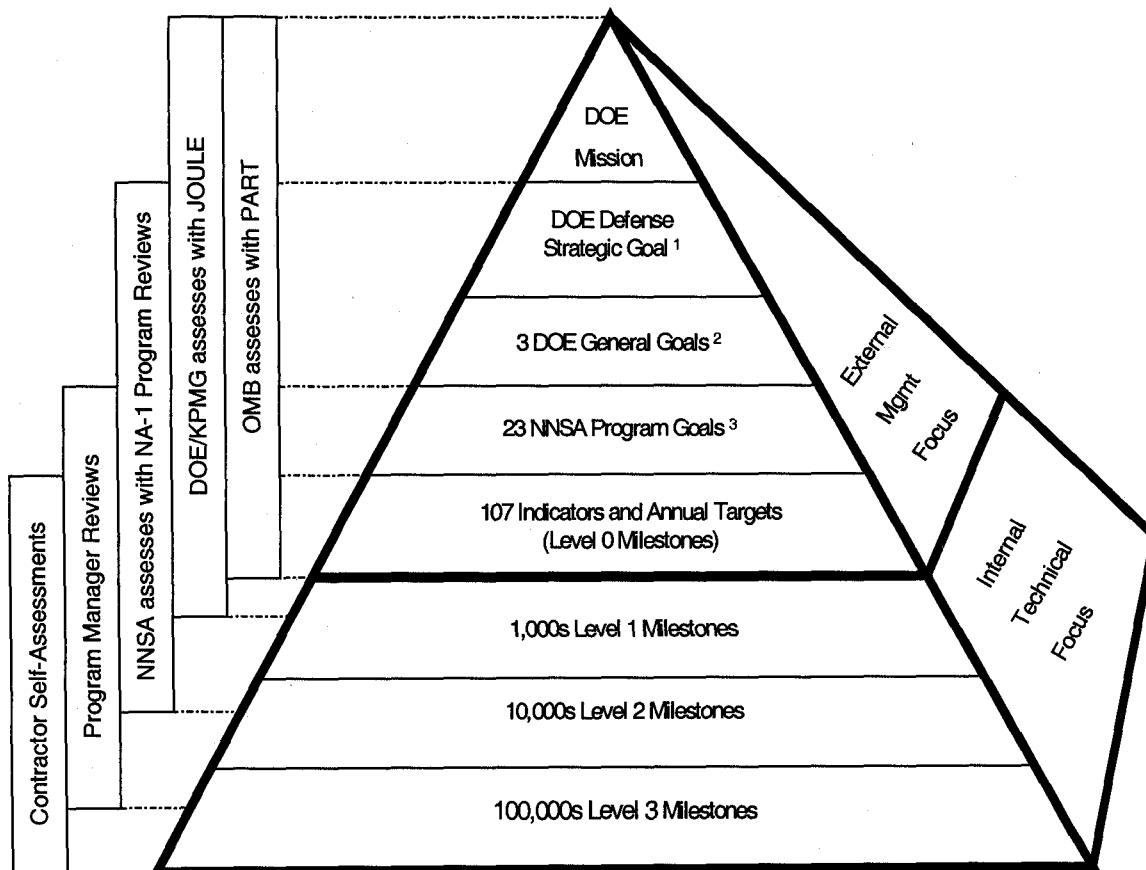 Contractor Self-Assessments
Program Manager Reviews
NNSA assesses with NA-1 Program Reviews
DOE/KPMG assesses with JOULE
OMB assesses with PART
DOE
Mission
DOE Defense
Strategic Goal 1
3 DOE General Goals 2
23 NNSA Program Goals 3
107 Indicators and Annual Targets
(Level 0 Milestones)
1,000s Level 1 Milestones
10,000s Level 2 Milestones
100,000s Level 3 Milestones
External
Mgmt
Focus
Internal
Technical
Focus